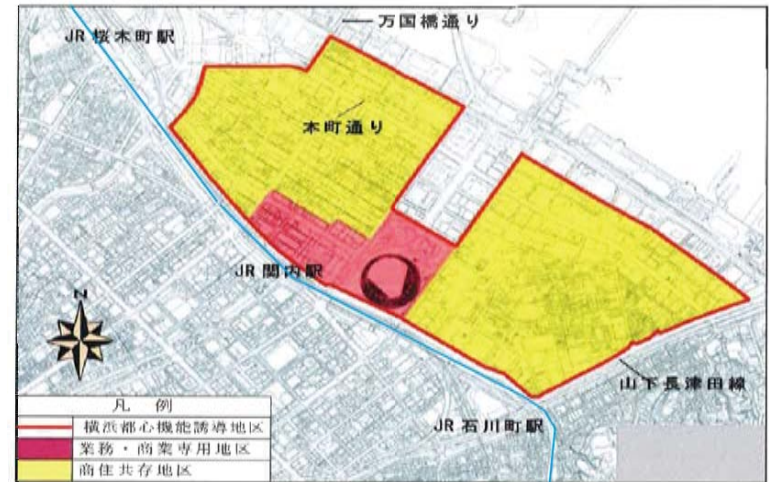 万国橋通り
JR 桜木町駅
本町通り
JR 関内駅
Z
山下長津田線
JR 石川町駅
凡 例
横浜都心機能誘導地区
業務・商業専用地区
商住共存地区